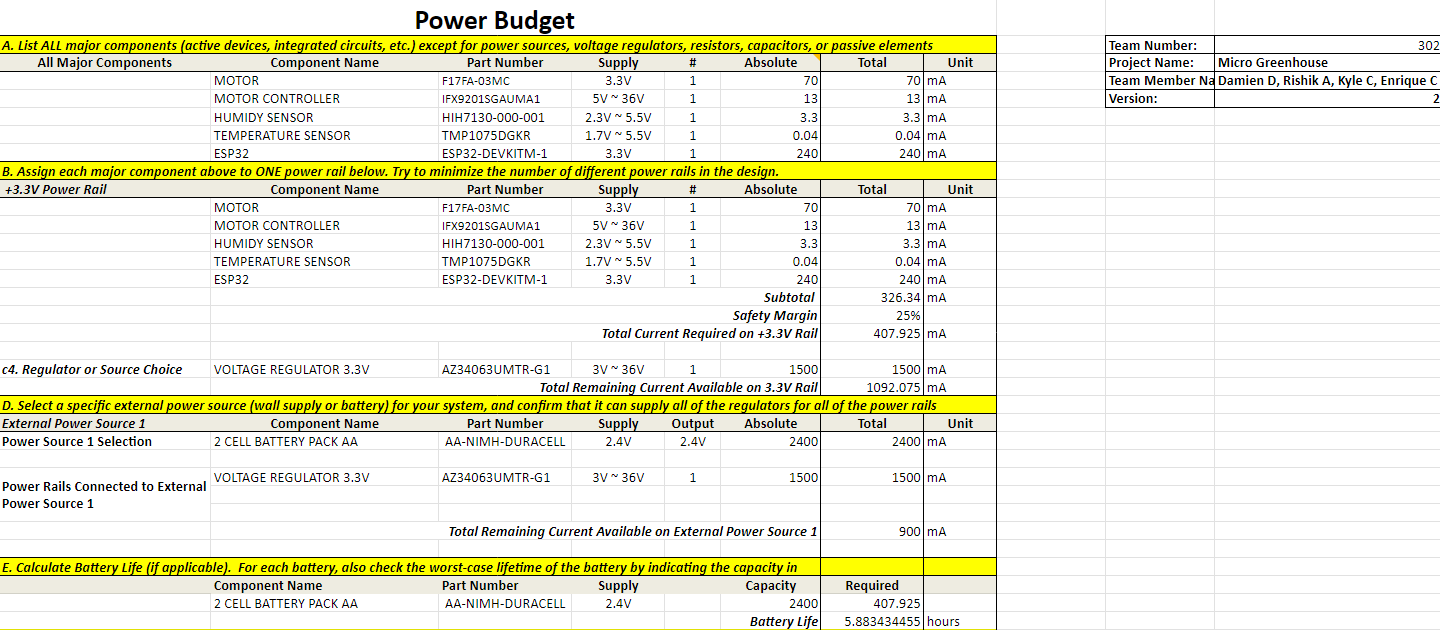 Power Budget
A. List ALL major components (active devices, integrated circuits, etc.) except for power sources, voltage regulators, resistors, capacitors, or passive elements
Team Number: 302
All Major Components Component Name Part Number Supply # Absolute Total Unit
Project Name: Micro Greenhouse
MOTOR F17FA-03MC 3.3V 1 70 70 mA
Team Member Na Damien D, Rishik A, Kyle C, Enrique C
MOTOR CONTROLLER IFX9201SGAUMA1 5V ~ 36V 1 13 13 mA
Version: 2
HUMIDY SENSOR HIH7130-000-001 2.3V ~ 5.5V 1 3.3 3.3 mA
TEMPERATURE SENSOR TMP1075DGKR 1.7V ~ 5.5V 1 0.04 0.04 mA
ESP32 ESP32-DEVKITM-1 3.3V 1 240 240 mA
B. Assign each major component above to ONE power rail below. Try to minimize the number of different power rails in the design.
+3.3V Power Rail Component Name Part Number Supply # Absolute Total Unit
MOTOR F17FA-03MC 3.3V 1 70 70 mA
MOTOR CONTROLLER IFX9201SGAUMA1 5V ~ 36V 1 13 13 mA
HUMIDY SENSOR HIH7130-000-001 2.3V ~ 5.5V 1 3.3 3.3 mA
TEMPERATURE SENSOR TMP1075DGKR 1.7V ~ 5.5V 1 0.04 0.04 mA
ESP32 ESP32-DEVKITM-1 3.3V 1 240 240 mA
Subtotal 326.34 mA
Safety Margin 25%
Total Current Required on +3.3V Rail 407.925 mA
c4. Regulator or Source Choice VOLTAGE REGULATOR 3.3V AZ34063UMTR-G1 3V ~ 36V 1 1500 1500 mA
Total Remaining Current Available on 3.3V Rail 1092.075 mA
D. Select a specific external power source (wall supply or battery) for your system, and confirm that it can supply all of the regulators for all of the power rails
External Power Source 1 Component Name Part Number Supply Output Absolute Total Unit
Power Source 1 Selection 2 CELL BATTERY PACK AA AA-NIMH-DURACELL 2.4V 2.4V 2400 2400 mA
VOLTAGE REGULATOR 3.3V AZ34063UMTR-G1 3V ~ 36V 1 1500 1500 mA
Power Rails Connected to External
Power Source 1
Total Remaining Current Available on External Power Source 1 900 mA
E. Calculate Battery Life (if applicable). For each battery, also check the worst-case lifetime of the battery by indicating the capacity in
Component Name Part Number Supply Capacity Required
2 CELL BATTERY PACK AA AA-NIMH-DURACELL 2.4V 2400 407.925
Battery Life 5.883434455 hours